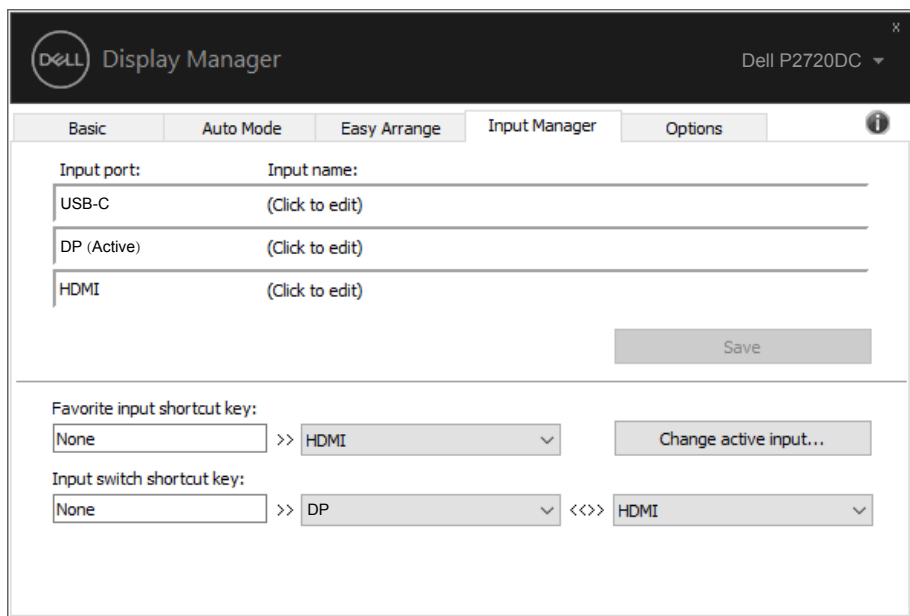 x
DELL Display Manager Dell P2720DC
Basic Auto Mode Easy Arrange Input Manager Options i
Input port: Input name:
USB-C (Click to edit)
DP (Active) (Click to edit)
HDMI (Click to edit)
Save
Favorite input shortcut key:
None >> HDMI Change active input...
Input switch shortcut key:
None >> DP <<>> HDMI